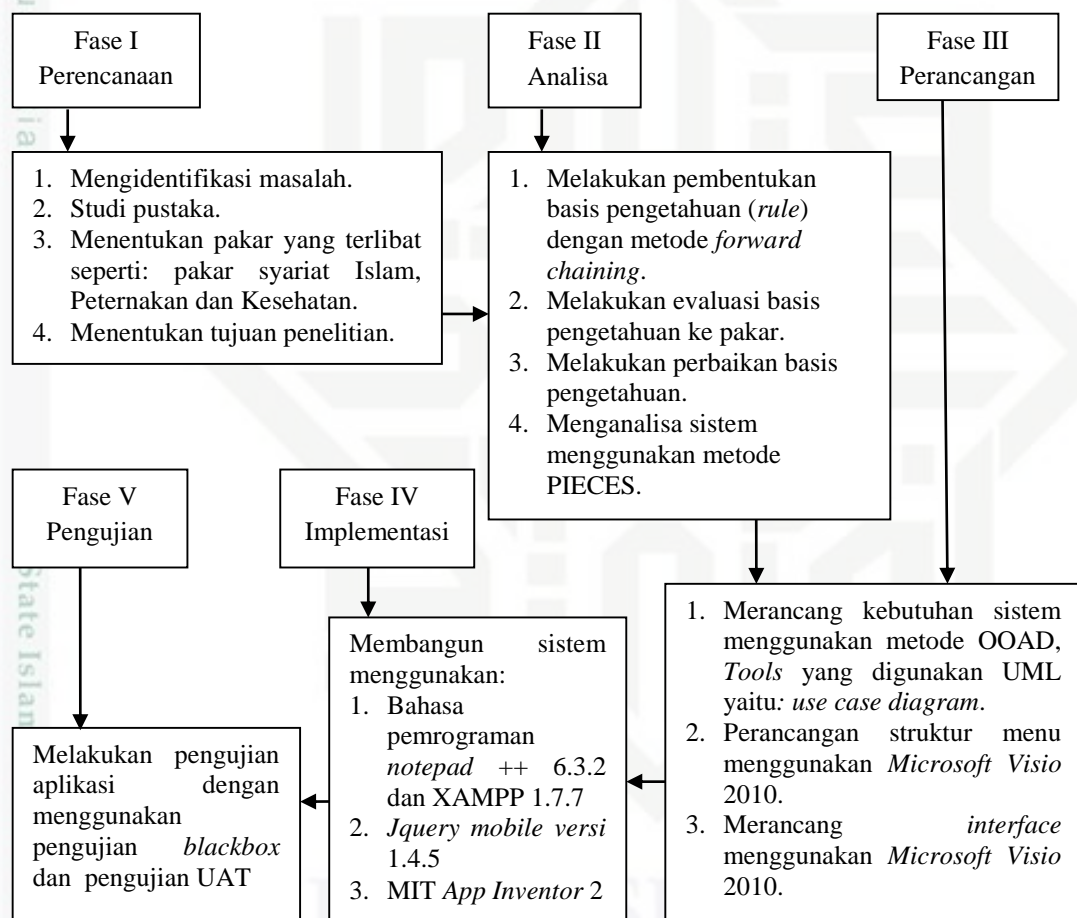 Fase I
Perencanaan
1. Mengidentifikasi masalah.
2. Studi pustaka.
3. Menentukan pakar yang terlibat
seperti: pakar syariat Islam,
Peternakan dan Kesehatan.
4. Menentukan tujuan penelitian.
Fase II
Analisa
1. Melakukan pembentukan
basis pengetahuan (rule)
dengan metode forward
chaining.
2. Melakukan evaluasi basis
pengetahuan ke pakar.
3. Melakukan perbaikan basis
pengetahuan.
4. Menganalisa sistem
menggunakan metode
PIECES.
Fase III
Perancangan
1. Merancang kebutuhan sistem
menggunakan metode OOAD,
Tools yang digunakan UML
yaitu: use case diagram.
2. Perancangan struktur menu
menggunakan Microsoft Visio
2010.
3. Merancang interface
menggunakan Microsoft Visio
2010.
Fase IV
Implementasi
Membangun sistem
menggunakan:
1. Bahasa
pemrograman
notepad ++ 6.3.2
dan XAMPP 1.7.7
2. Jquery mobile versi
1.4.5
3. MIT App Inventor 2
Fase V
Pengujian
Melakukan pengujian
aplikasi dengan
menggunakan
pengujian blackbox
dan pengujian UAT
State Islam